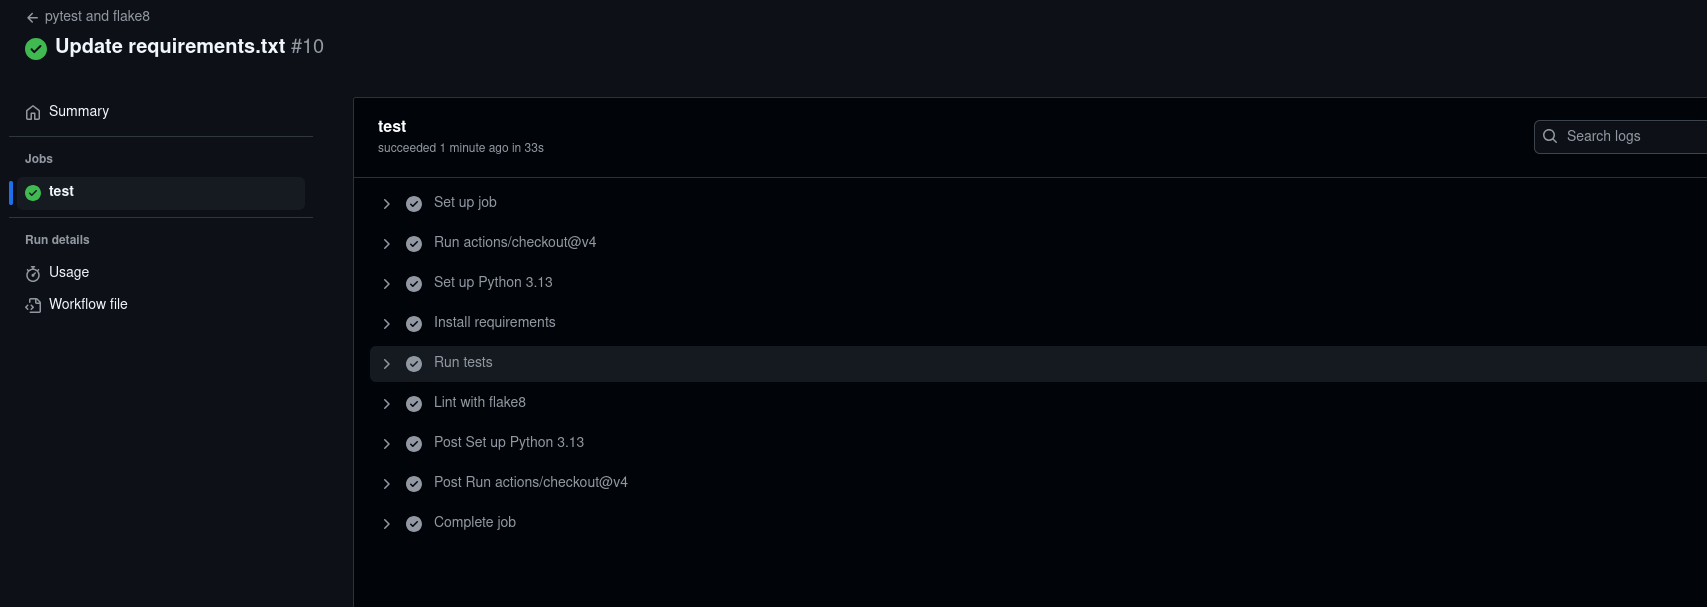 pytest and flake8
Update requirements.txt #10
Summary
Jobs
test
Run details
Usage
Workflow file
test
succeeded 1 minute ago in 33s
Search logs
Set up job
Run actions/checkout@v4
Set up Python 3.13
Install requirements
Run tests
Lint with flake8
Post Set up Python 3.13
Post Run actions/checkout@v4
Complete job